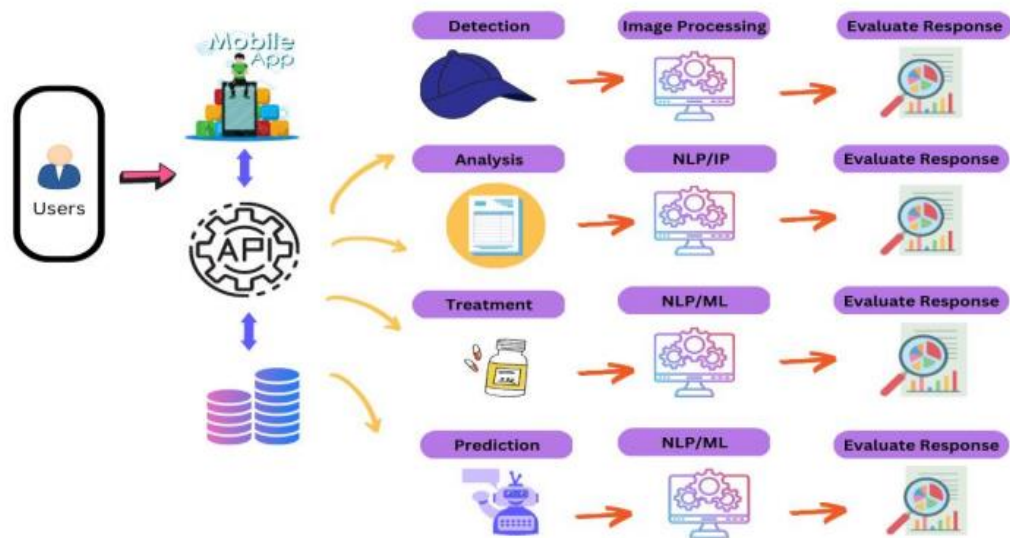 Detection
Image Processing
Evaluate Response
Mobile
App
Users
Analysis
NLP/IP
Evaluate Response
API
Treatment
NLP/ML
Evaluate Response
Prediction
NLP/ML
Evaluate Response